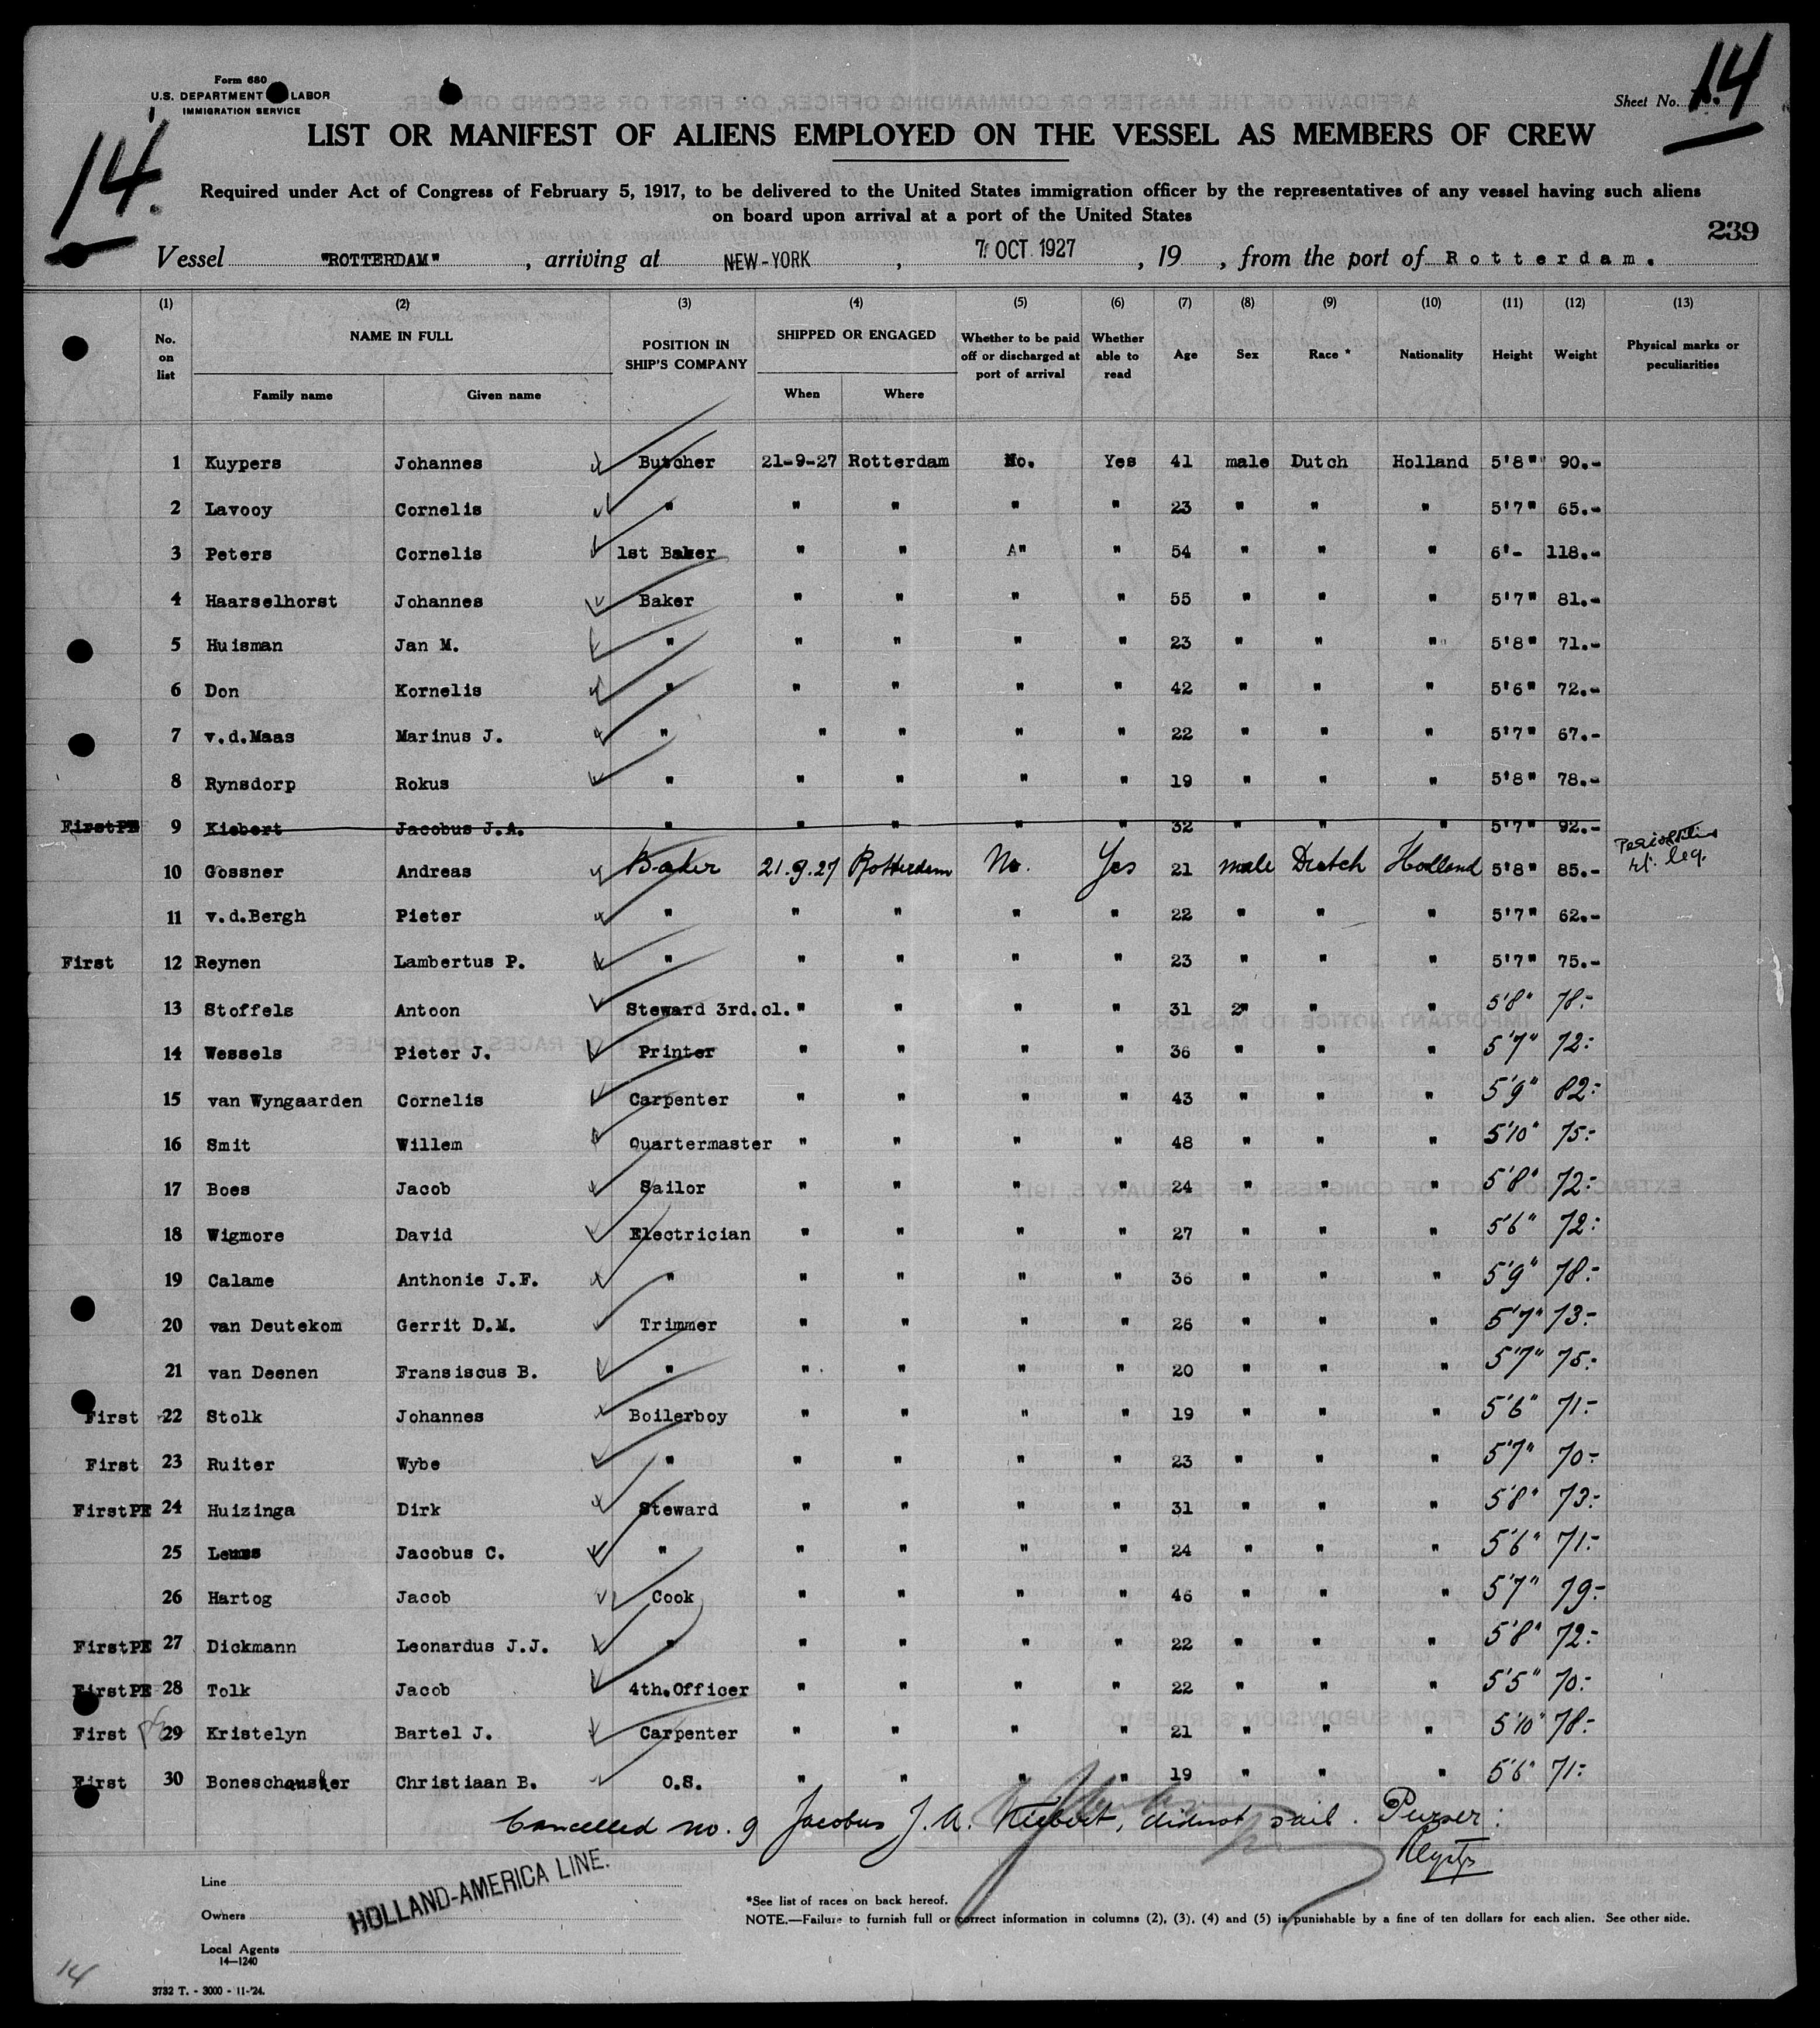 Form 680
U.S. DEPARTMENT LABOR
IMMIGRATION SERVICE
Sheet No. 14
14.
LIST OR MANIFEST OF ALIENS EMPLOYED ON THE VESSEL AS MEMBERS OF CREW
Required under Act of Congress of February 5, 1917, to be delivered to the United States immigration officer by the representatives of any vessel having such aliens
on board upon arrival at a port of the United States
239
Vessel "ROTTERDAM", arriving at NEW-YORK, 7. OCT 1927, 19 , from the port of Rotterdam.
(1) (2) (3) (4) (5) (6) (7) (8) (9) (10) (11) (12) (13)
No. on list NAME IN FULL Family name Given name POSITION IN SHIP'S COMPANY SHIPPED OR ENGAGED When Where Whether to be paid off or discharged at port of arrival Whether able to read Age Sex Race * Nationality Height Weight Physical marks or peculiarities
1 Kuypers Johannes Butcher 21-9-27 Rotterdam No. Yes 41 male Dutch Holland 5'8" 90.-
2 Lavooy Cornelis " " " " " 23 " " " 5'7" 65.-
3 Peters Cornelis 1st Baker " " A" " 54 " " " 6'- 118.-
4 Haarselhorst Johannes Baker " " " " 55 " " " 5'7" 81.-
5 Huisman Jan M. " " " " " 23 " " " 5'8" 71.-
6 Don Kornelis " " " " " 42 " " " 5'6" 72.-
7 v.d.Maas Marinus J. " " " " " 22 " " " 5'7" 67.-
8 Rynsdorp Rokus " " " " " 19 " " " 5'8" 78.-
FirstPE 9 Kiebert Jacobus J.A. " " " " " 32 " " " 5'7" 92.-
10 Gossner Andreas Baker 21.9.27 Rotterdam No. Yes 21 male Dutch Holland 5'8" 85.- rt. leg.
11 v.d.Bergh Pieter " " " " " 22 " " " 5'7" 62.-
First 12 Reynen Lambertus P. " " " " " 23 " " " 5'7" 75.-
13 Stoffels Antoon Steward 3rd.cl. " " " " 31 2" " " 5'8" 78.-
14 Wessels Pieter J. Printer " " " " 36 " " " 5'7" 72.-
15 van Wyngaarden Cornelis Carpenter " " " " 43 " " " 5'9" 82.-
16 Smit Willem Quartermaster " " " " 48 " " " 5'10" 75.-
17 Boes Jacob Sailor " " " " 24 " " " 5'8" 72.-
18 Wigmore David Electrician " " " " 27 " " " 5'6" 72.-
19 Calame Anthonie J.F. " " " " " 36 " " " 5'9" 78.-
20 van Deutekom Gerrit D.M. Trimmer " " " " 26 " " " 5'7" 73.-
21 van Deenen Fransiscus B. " " " " " 20 " " " 5'7" 75.-
First 22 Stolk Johannes Boilerboy " " " " 19 " " " 5'6" 71.-
First 23 Ruiter Wybe " " " " " 23 " " " 5'7" 70.-
FirstPE 24 Huizinga Dirk Steward " " " " 31 " " " 5'8" 73.-
25 Jacobus C. " " " " " 24 " " " 5'6" 71.-
26 Hartog Jacob Cook " " " " 46 " " " 5'7" 79.-
FirstPE 27 Dickmann Leonardus J.J. " " " " " 22 " " " 5'8" 72.-
FirstPE 28 Tolk Jacob 4th.Officer " " " " 22 " " " 5'5" 70.-
First 29 Kristelyn Bartel J. Carpenter " " " " 21 " " " 5'10" 78.-
First 30 Christiaan B. O.S. " " " " 19 " " " 5'6" 71.-
Cancelled no. 9 Jacobus J. A. Kiebert, didnot sail. Purser:
Line
HOLLAND-AMERICA LINE.
Owners
Local Agents
14—1240
*See list of races on back hereof.
NOTE.—Failure to furnish full or correct information in columns (2), (3), (4) and (5) is punishable by a fine of ten dollars for each alien. See other side.
14
3732 T. - 3000 - 11-'24.